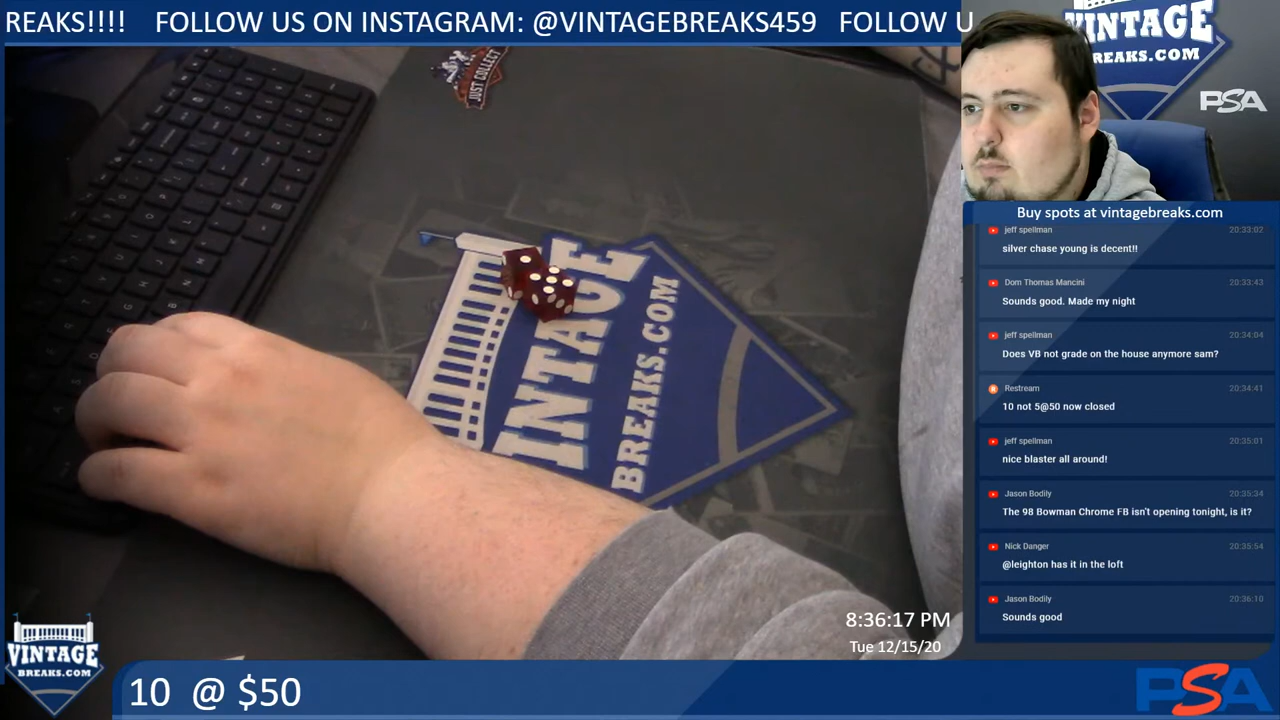 REAKS!!!! FOLLOW US ON INSTAGRAM: @VINTAGEBREAKS459 FOLLOW U
VINTAGE
REAKS.COM
PSA
JUST COLLECT
Buy spots at vintagebreaks.com
jeff spellman 20:33:02
silver chase young is decent!!
Dom Thomas Mancini 20:33:43
Sounds good. Made my night
jeff spellman 20:34:04
Does VB not grade on the house anymore sam?
Restream 20:34:41
10 not 5@50 now closed
jeff spellman 20:35:01
nice blaster all around!
Jason Bodily 20:35:34
The 98 Bowman Chrome FB isn't opening tonight, is it?
Nick Danger 20:35:54
@leighton has it in the loft
Jason Bodily 20:36:10
Sounds good
INTAGE
BREAKS.COM
8:36:17 PM
Tue 12/15/20
VINTAGE
BREAKS.COM
10 @ $50
PSA